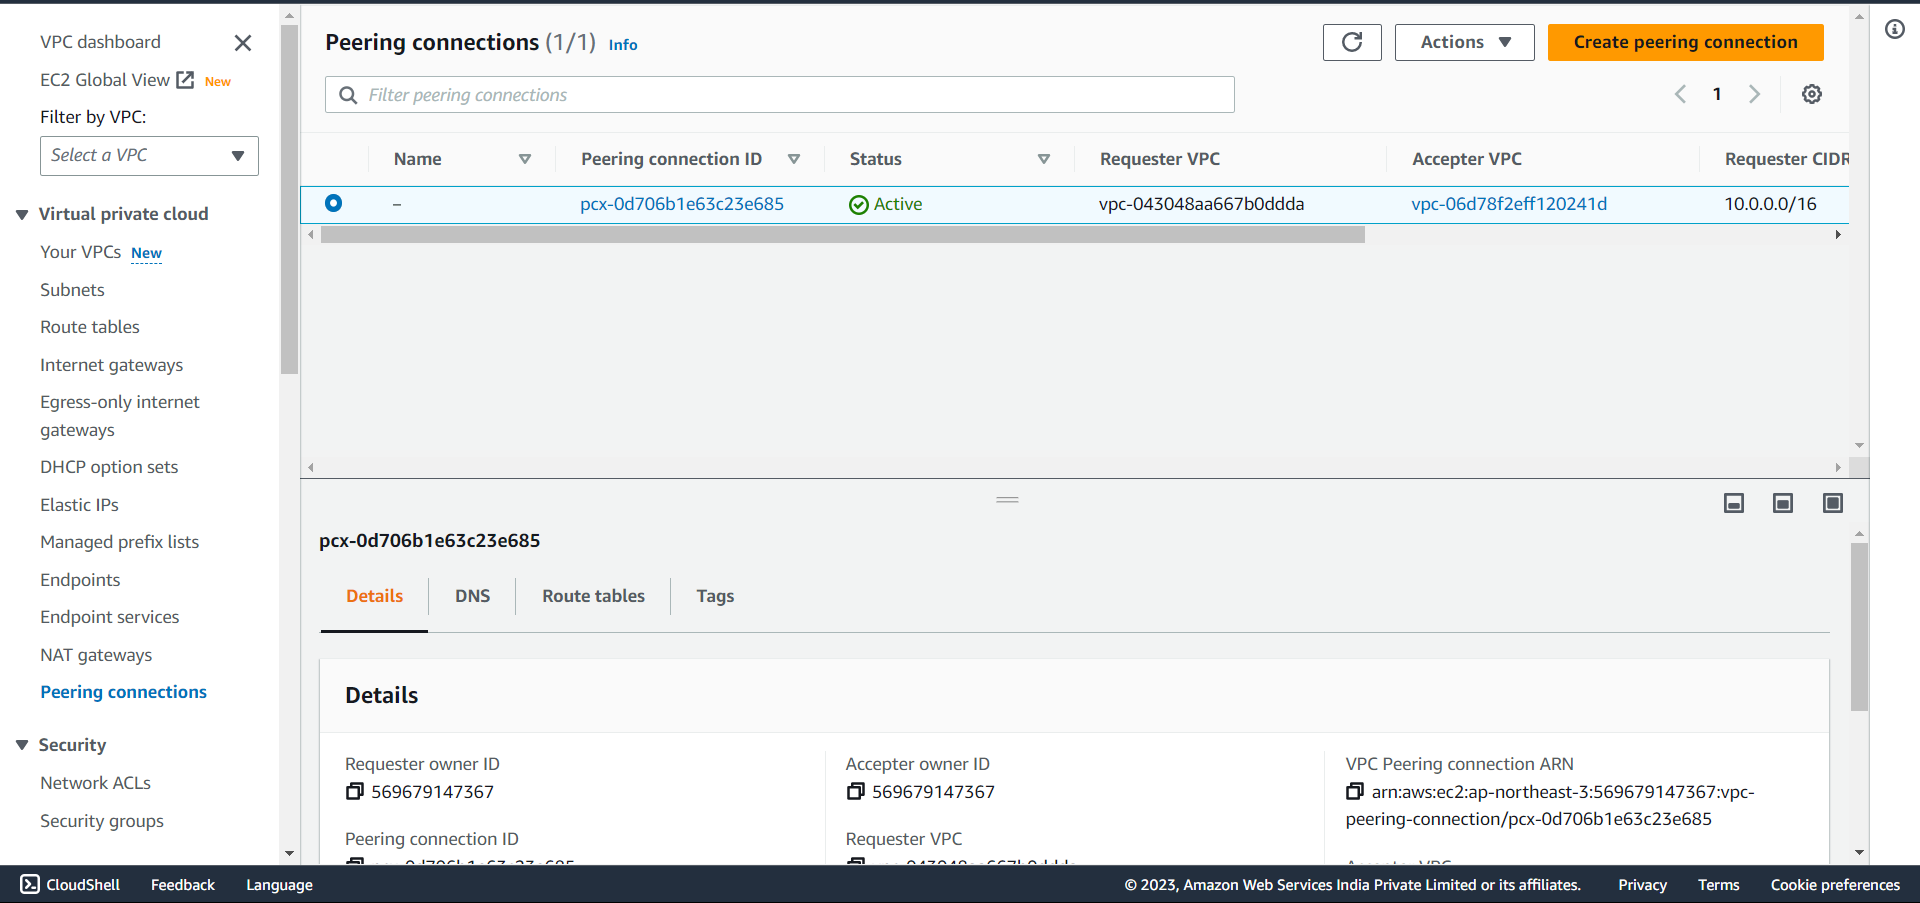 VPC dashboard
EC2 Global View New
Filter by VPC:
Select a VPC
Virtual private cloud
Your VPCs New
Subnets
Route tables
Internet gateways
Egress-only internet
gateways
DHCP option sets
Elastic IPs
Managed prefix lists
Endpoints
Endpoint services
NAT gateways
Peering connections
Security
Network ACLs
Security groups
Peering connections (1/1) Info
Actions
Create peering connection
Filter peering connections
1
Name Peering connection ID Status Requester VPC Accepter VPC Requester CIDR
– pcx-0d706b1e63c23e685 Active vpc-043048aa667b0ddda vpc-06d78f2eff120241d 10.0.0.0/16
pcx-0d706b1e63c23e685
Details DNS Route tables Tags
Details
Requester owner ID
569679147367
Peering connection ID
pcx-0d706b1e63c23e685
Accepter owner ID
569679147367
Requester VPC
vpc-043048aa667b0ddda
VPC Peering connection ARN
arn:aws:ec2:ap-northeast-3:569679147367:vpc-
peering-connection/pcx-0d706b1e63c23e685
Accepter VPC
CloudShell Feedback Language © 2023, Amazon Web Services India Private Limited or its affiliates. Privacy Terms Cookie preferences